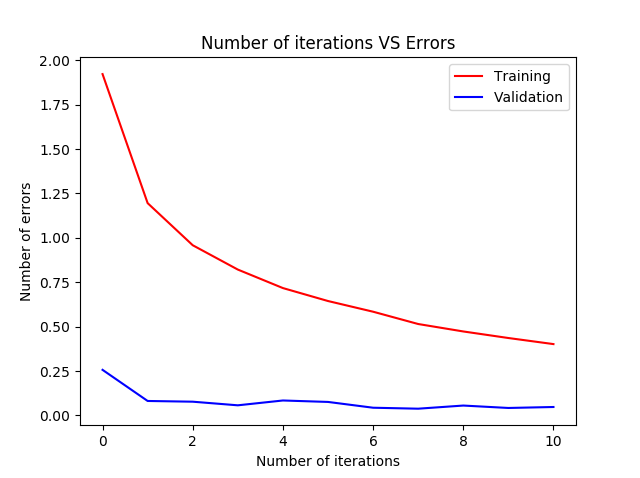 Number of iterations VS Errors
Training
Validation
Number of errors
2.00
1.75
1.50
1.25
1.00
0.75
0.50
0.25
0.00
0 2 4 6 8 10
Number of iterations